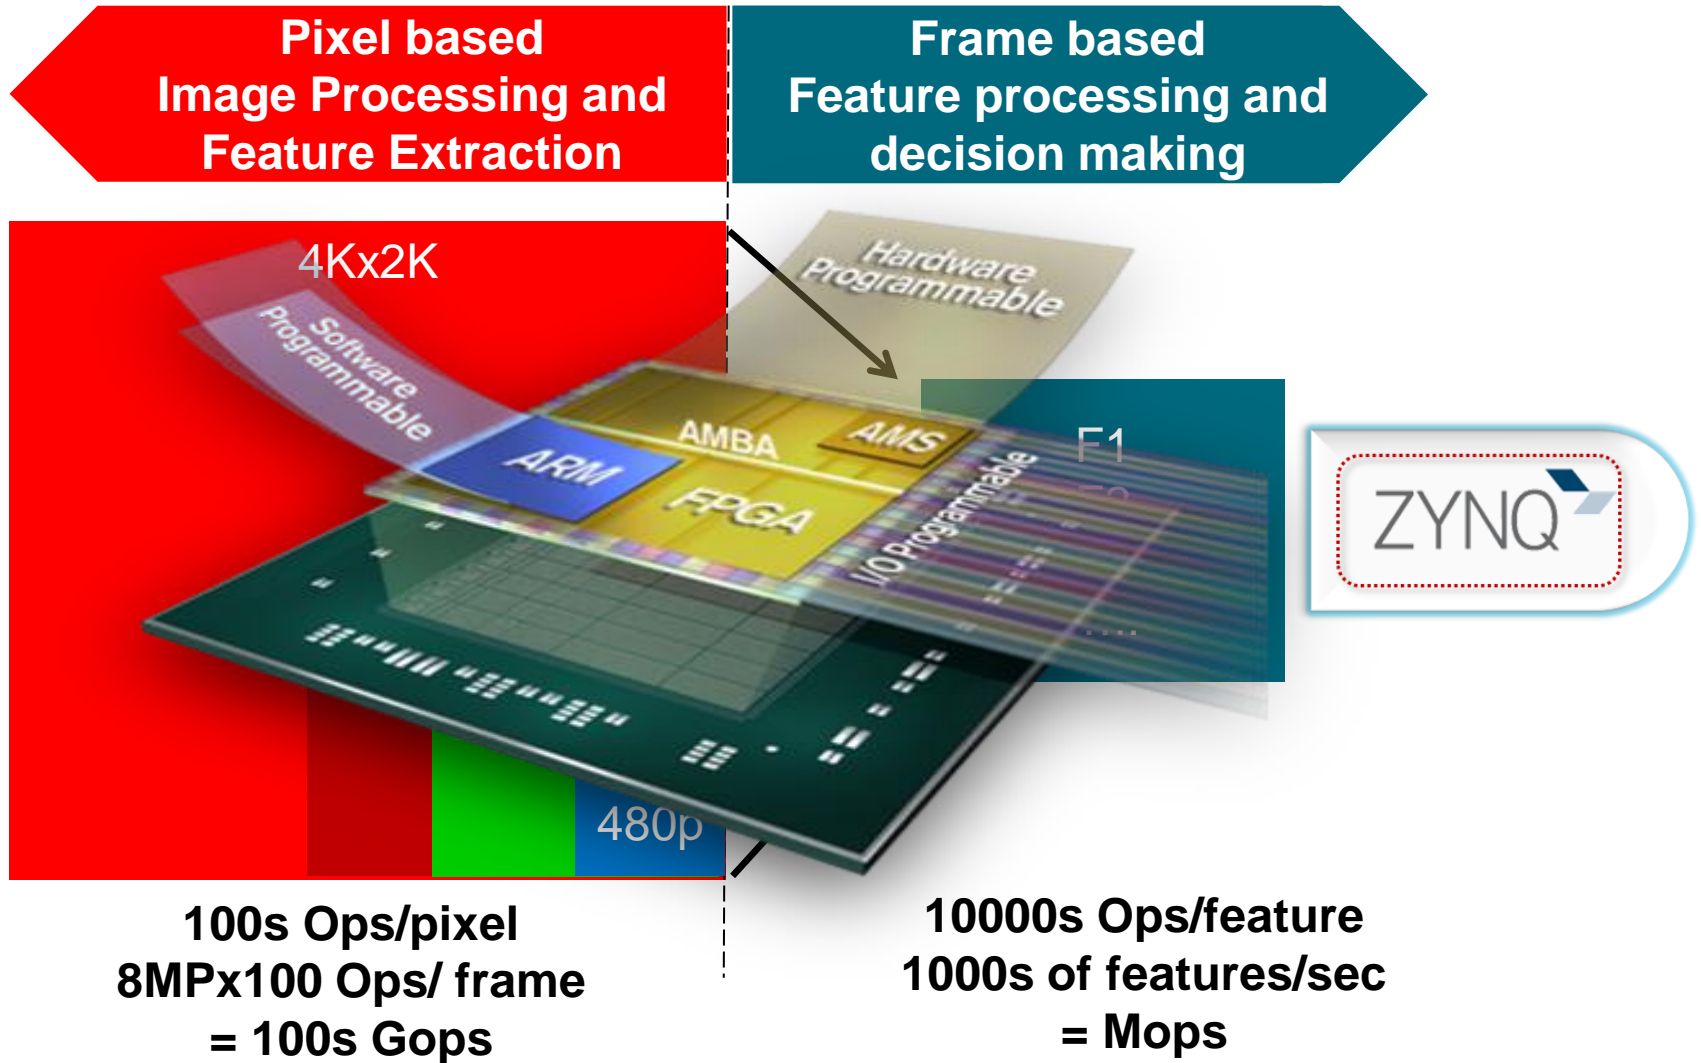 Pixel based
Image Processing and
Feature Extraction
Frame based
Feature processing and
decision making
4Kx2K
Hardware
Programmable
Software
Programmable
AMBA
AMS
ARM
FPGA
I/O Programmable
F1
....
ZYNQ
480p
100s Ops/pixel
8MPx100 Ops/ frame
= 100s Gops
10000s Ops/feature
1000s of features/sec
= Mops